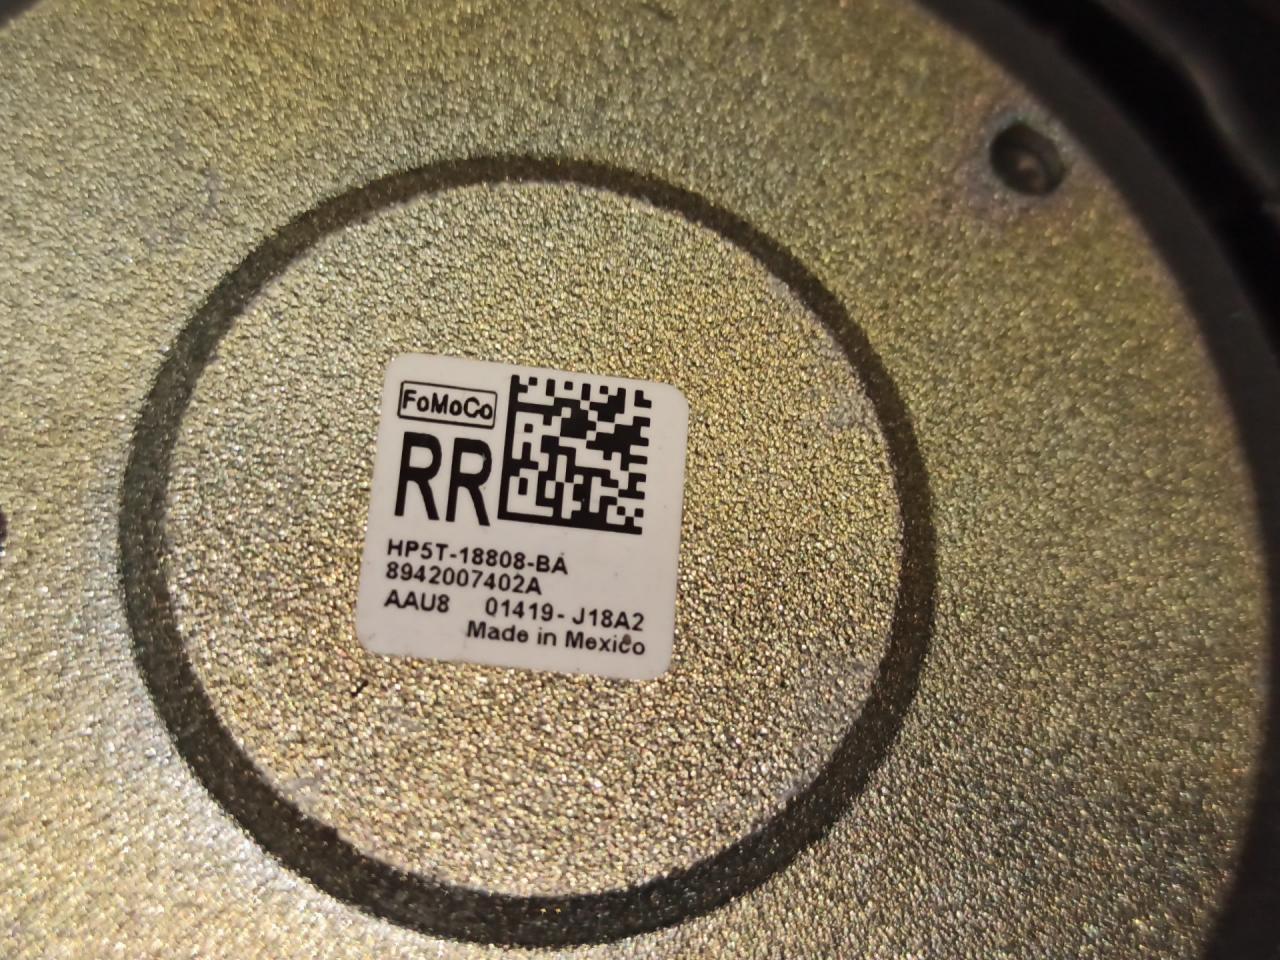 FoMoCo
RR
HP5T-18808-BA
8942007402A
AAU8 01419-J18A2
Made in Mexico